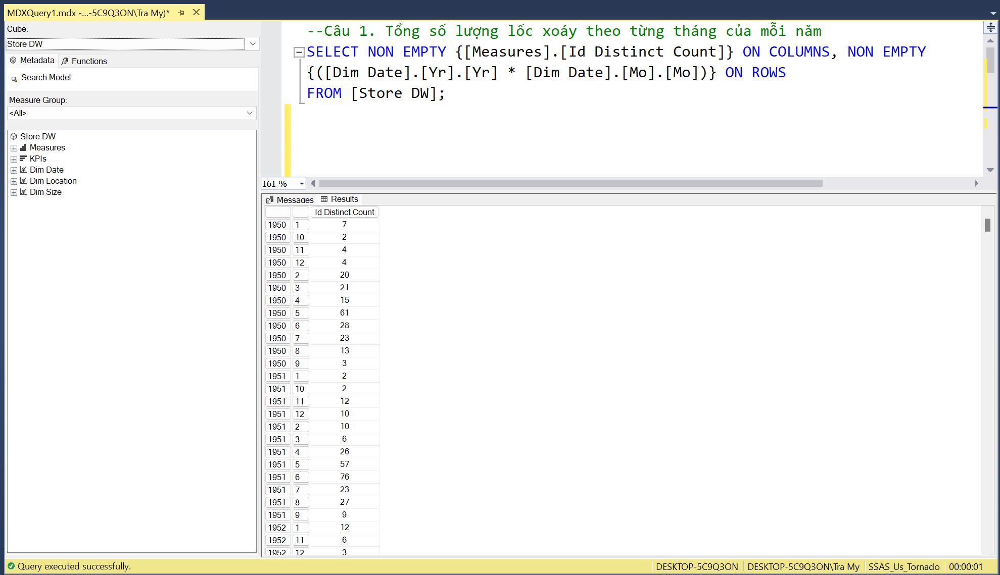 MDXQuery1.mdx -...-5C9Q3ON\Tra My)*
Cube:
Store DW
Metadata
Functions
Search Model
Measure Group:
<All>
Store DW
Measures
KPIs
Dim Date
Dim Location
Dim Size
--Câu 1. Tổng số lượng lốc xoáy theo từng tháng của mỗi năm
SELECT NON EMPTY {[Measures].[Id Distinct Count]} ON COLUMNS, NON EMPTY
{([Dim Date].[Yr].[Yr] * [Dim Date].[Mo].[Mo])} ON ROWS
FROM [Store DW];
161 %
Messages
Results
Id Distinct Count
1950 1 7
1950 10 2
1950 11 4
1950 12 4
1950 2 20
1950 3 21
1950 4 15
1950 5 61
1950 6 28
1950 7 23
1950 8 13
1950 9 3
1951 1 2
1951 10 2
1951 11 12
1951 12 10
1951 2 10
1951 3 6
1951 4 26
1951 5 57
1951 6 76
1951 7 23
1951 8 27
1951 9 9
1952 1 12
1952 11 6
1952 12 3
Query executed successfully.
DESKTOP-5C9Q3ON
DESKTOP-5C9Q3ON\Tra My
SSAS_Us_Tornado
00:00:01